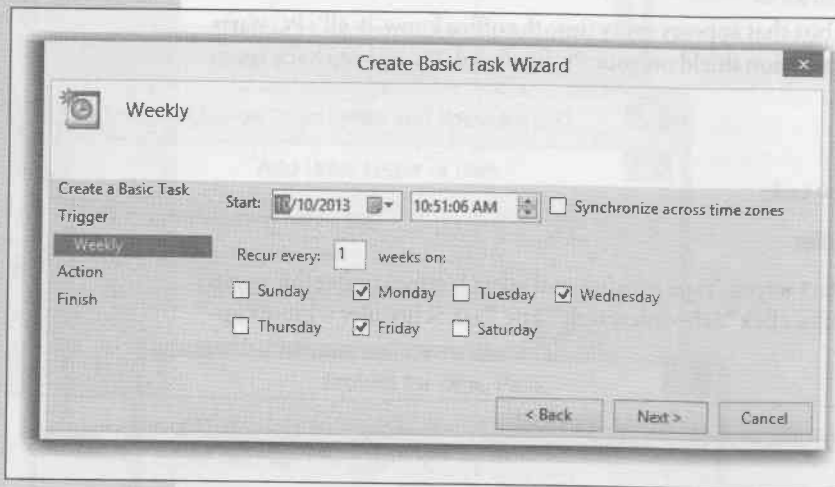 Create Basic Task Wizard
Weekly
Create a Basic Task
Trigger
Weekly
Action
Finish
Start: 10/10/2013 10:51:06 AM Synchronize across time zones
Recur every: 1 weeks on:
Sunday Monday Tuesday Wednesday
Thursday Friday Saturday
< Back Next > Cancel